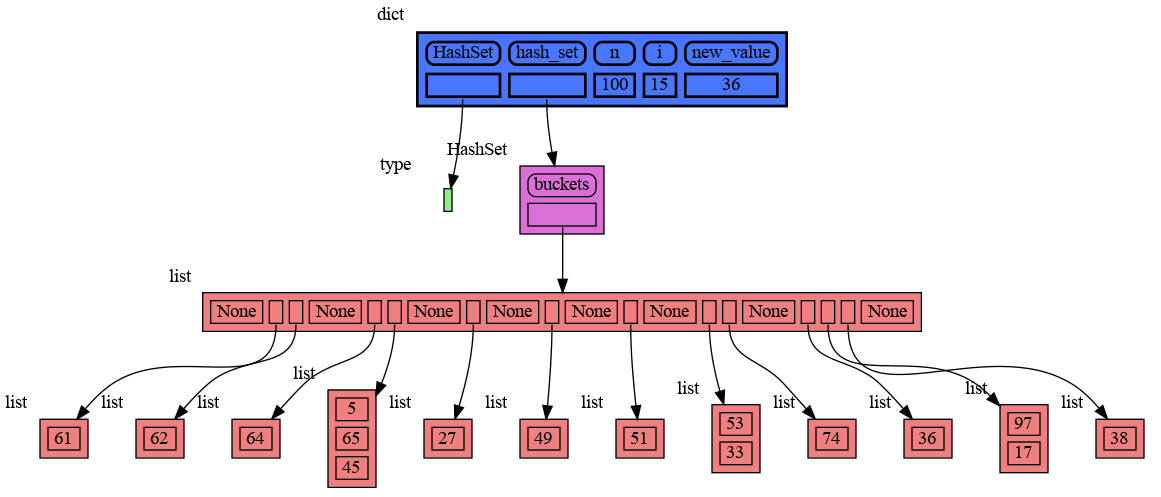 dict
HashSet hash_set n i new_value
100 15 36
HashSet
type
buckets
list
None None None None None None None None
list
list list list list list list list list list list list
5
53 97
61 62 64 65 27 49 51 74 36 38
33 17
45